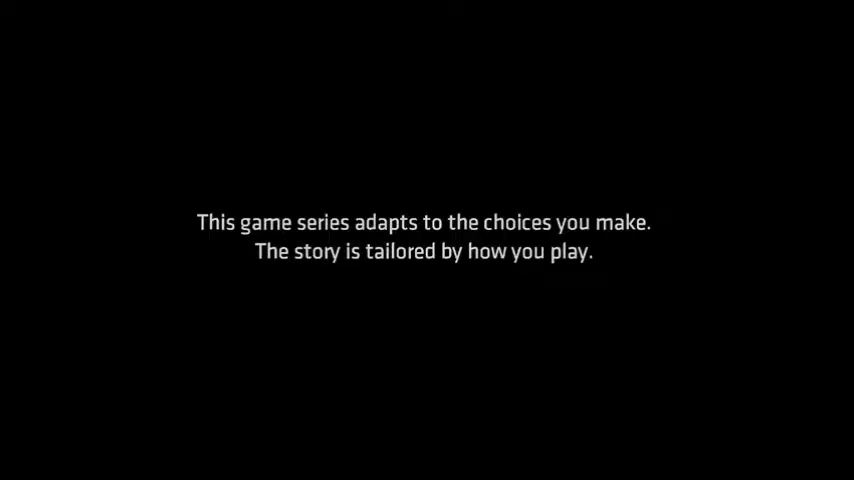 This game series adapts to the choices you make.
The story is tailored by how you play.